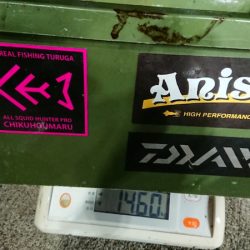 REAL FISHING TURUGA
ALL SQUID HUNTER PRO
CHIKUHOUMARU
Anis
HIGH PERFORMANCE
DAIWA
1460